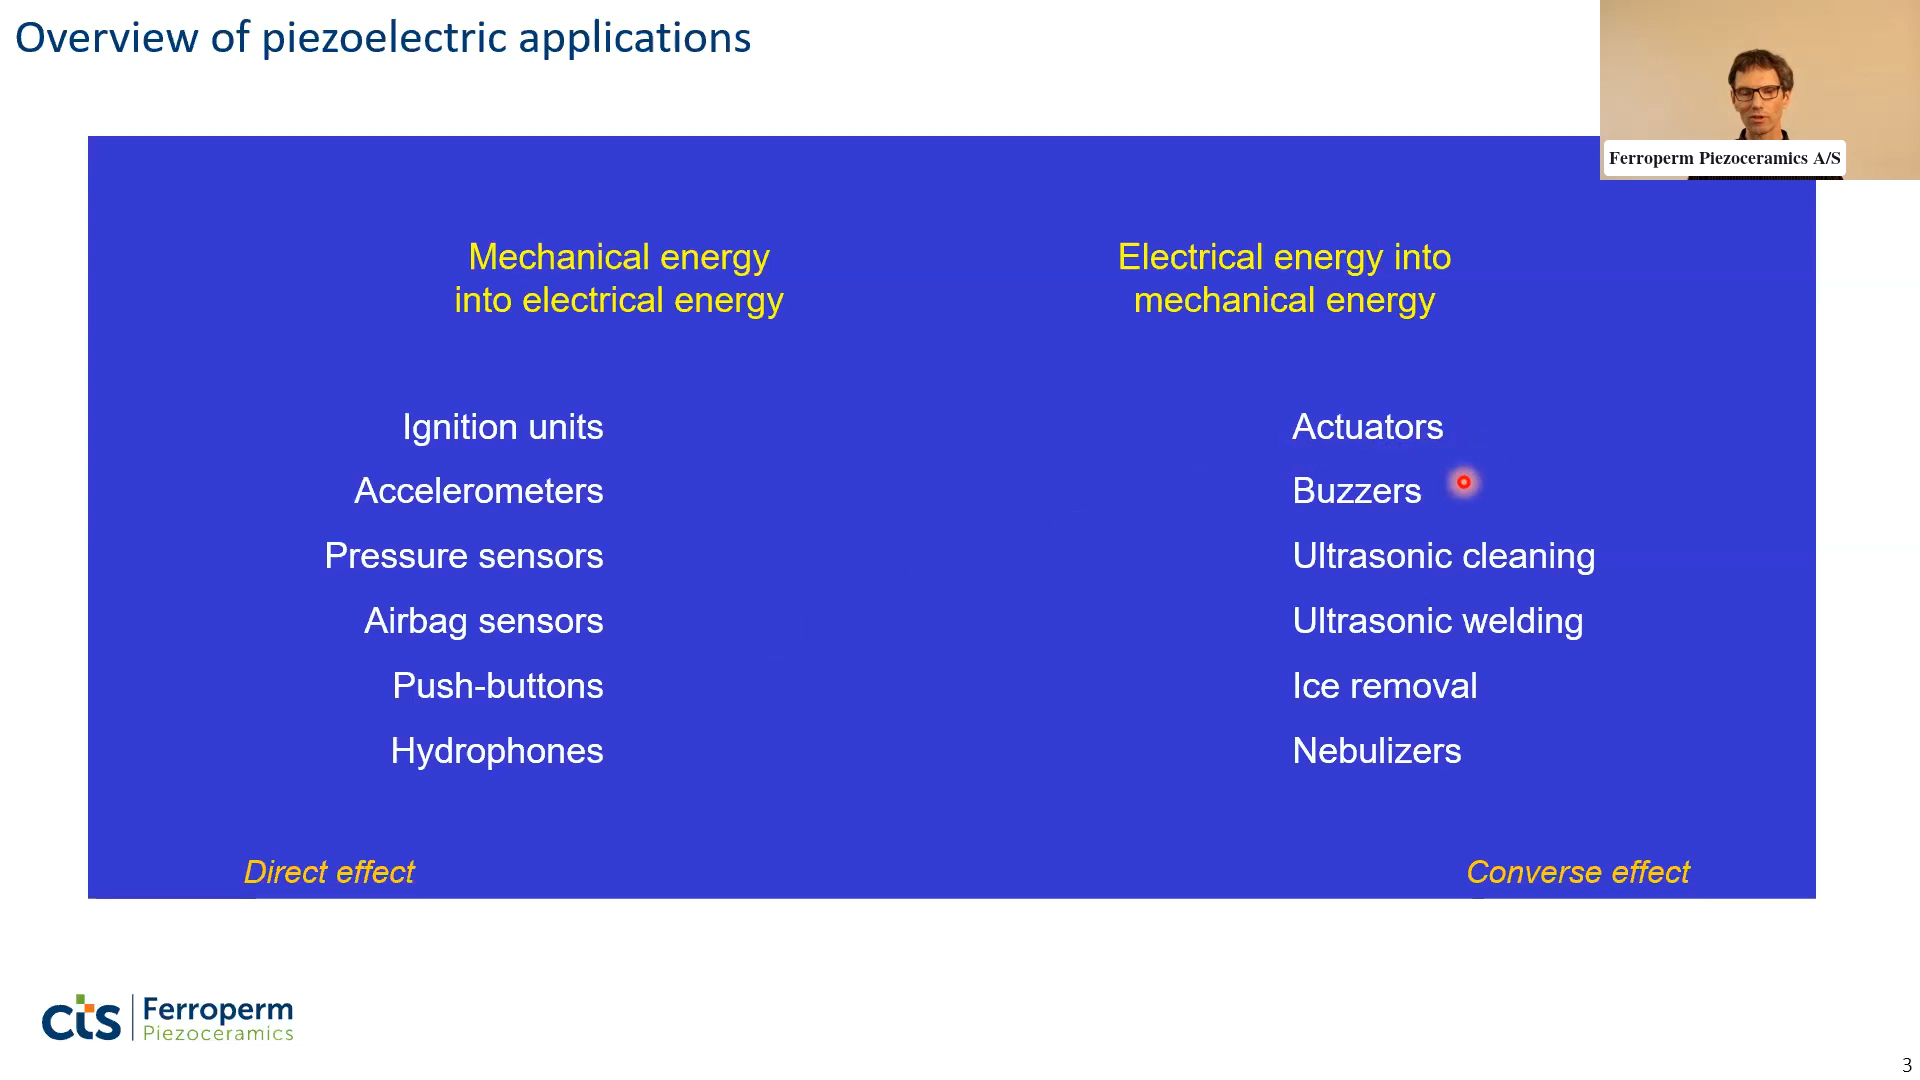 Overview of piezoelectric applications
Ferroperm Piezoceramics A/S
Mechanical energy
into electrical energy
Electrical energy into
mechanical energy
Ignition units
Accelerometers
Pressure sensors
Airbag sensors
Push-buttons
Hydrophones
Actuators
Buzzers
Ultrasonic cleaning
Ultrasonic welding
Ice removal
Nebulizers
Direct effect
Converse effect
cts
Ferroperm
Piezoceramics
3